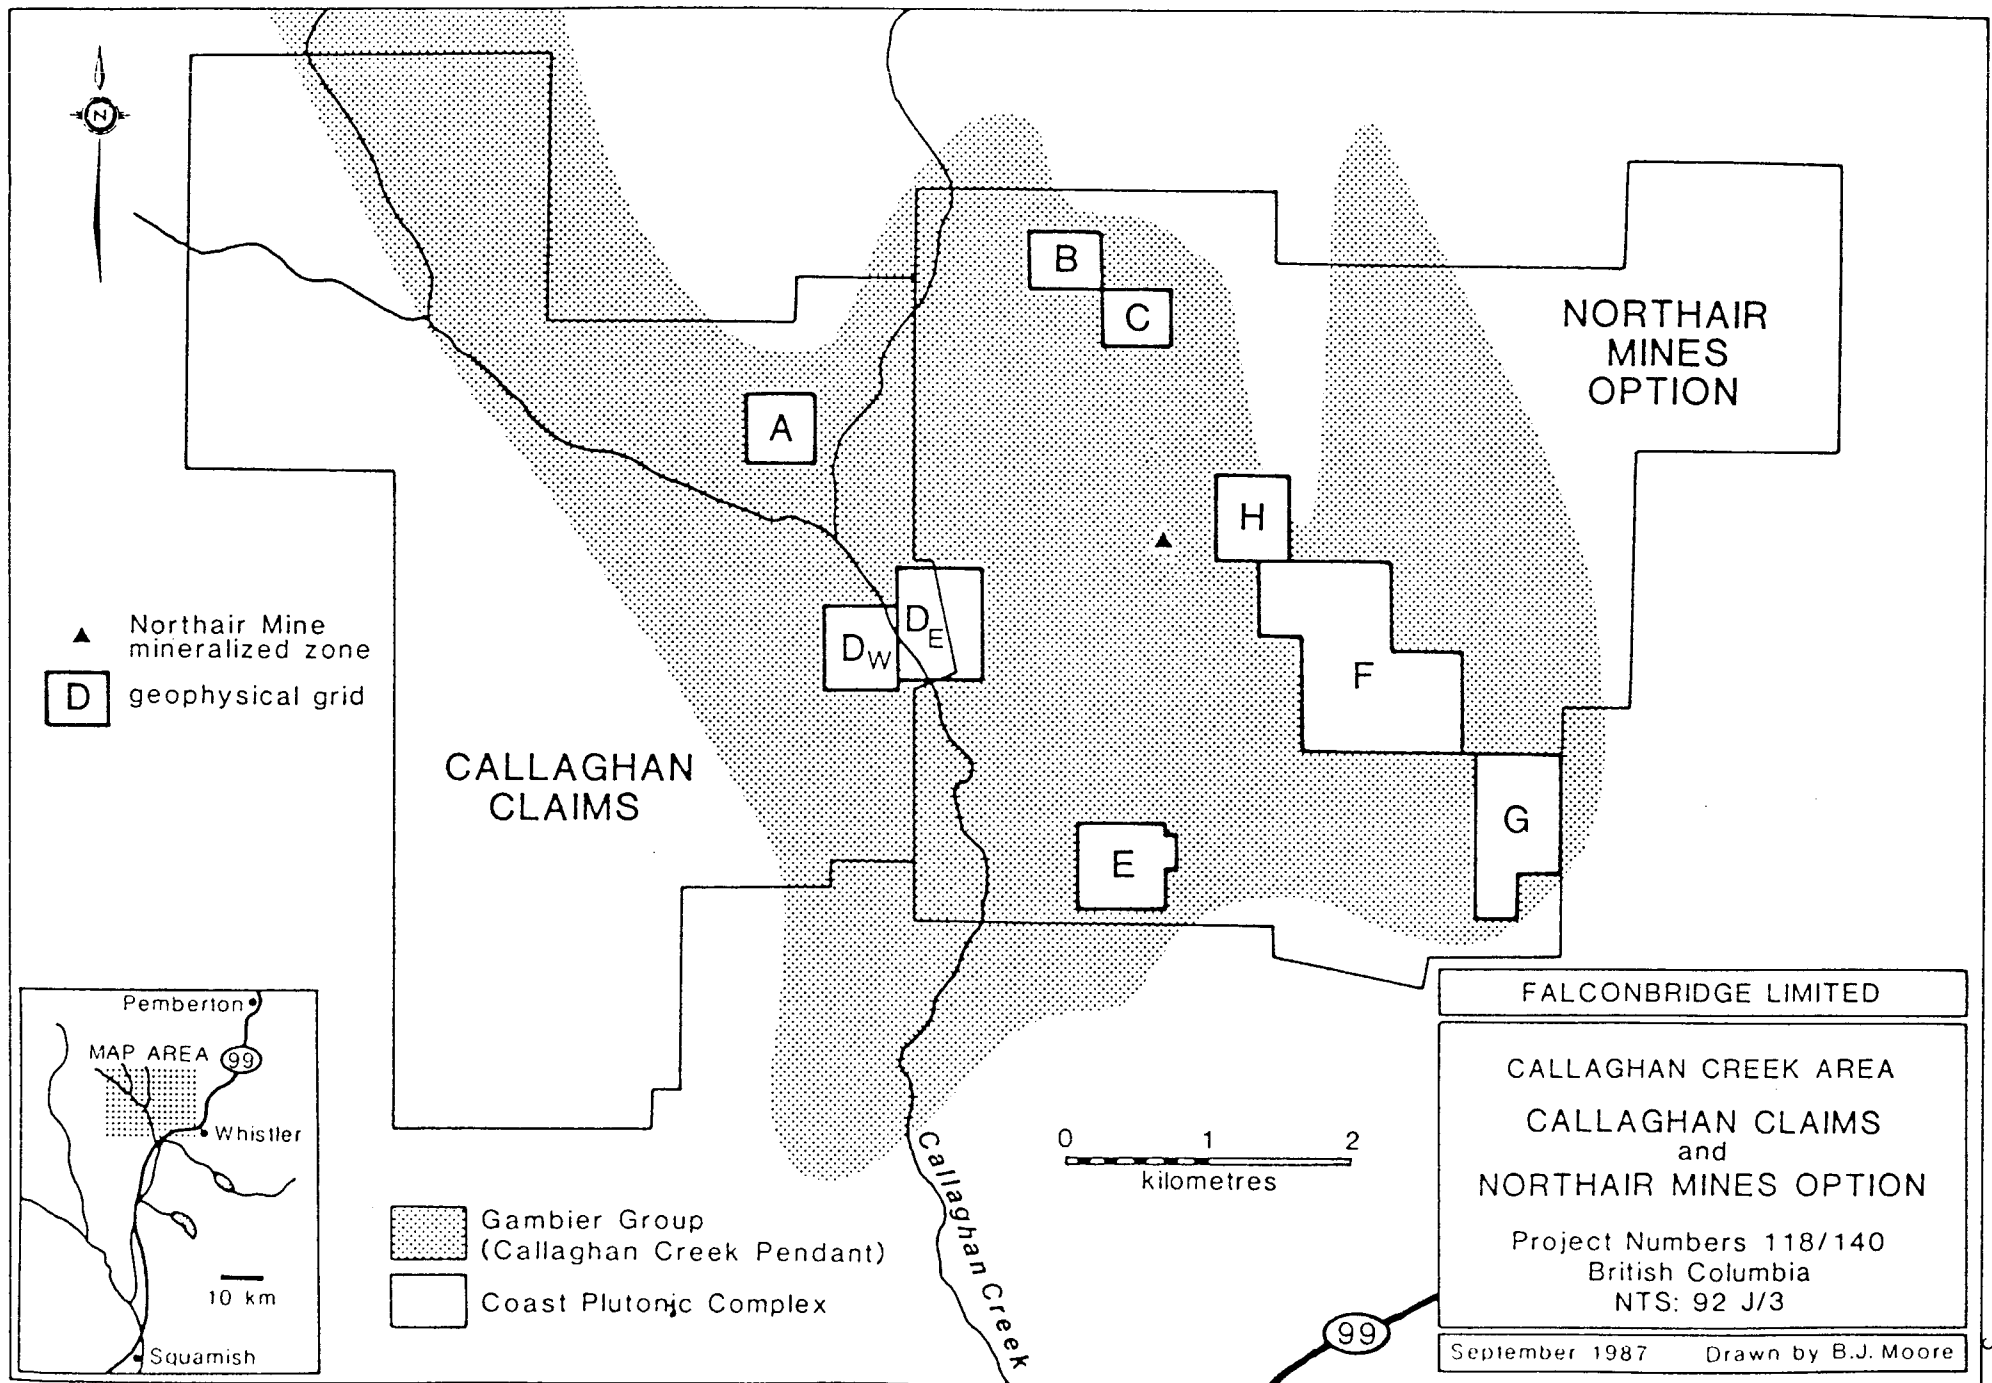 N
B
C
NORTHAIR
MINES
OPTION
A
H
Northair Mine
mineralized zone
D
geophysical grid
DW
DE
F
CALLAGHAN
CLAIMS
G
E
Pemberton
MAP AREA
99
Whistler
10 km
Squamish
0 1 2
kilometres
Callaghan Creek
Gambier Group
(Callaghan Creek Pendant)
Coast Plutonic Complex
99
FALCONBRIDGE LIMITED
CALLAGHAN CREEK AREA
CALLAGHAN CLAIMS
and
NORTHAIR MINES OPTION
Project Numbers 118/140
British Columbia
NTS: 92 J/3
September 1987 Drawn by B.J. Moore